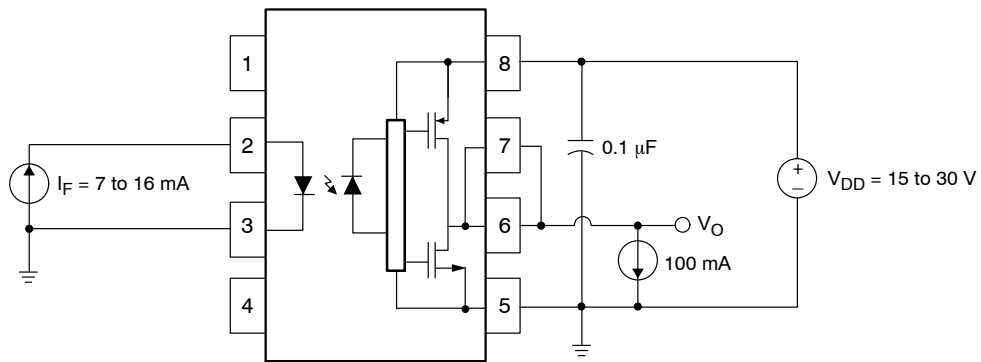 1
2
3
4
8
7
6
5
I_F = 7 to 16 mA
0.1 μF
+
−
V_DD = 15 to 30 V
V_O
100 mA